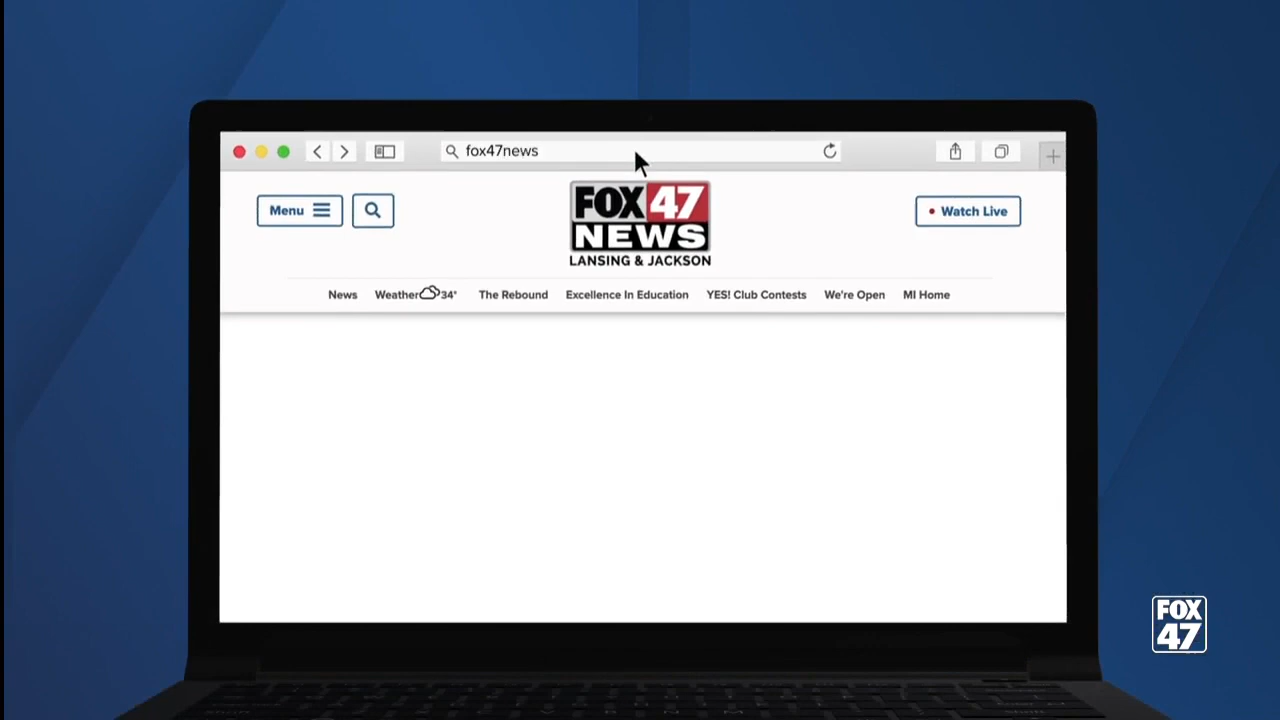 fox47news
Menu
FOX 47
NEWS
LANSING & JACKSON
Watch Live
News Weather 34° The Rebound Excellence In Education YES! Club Contests We're Open MI Home
FOX
47